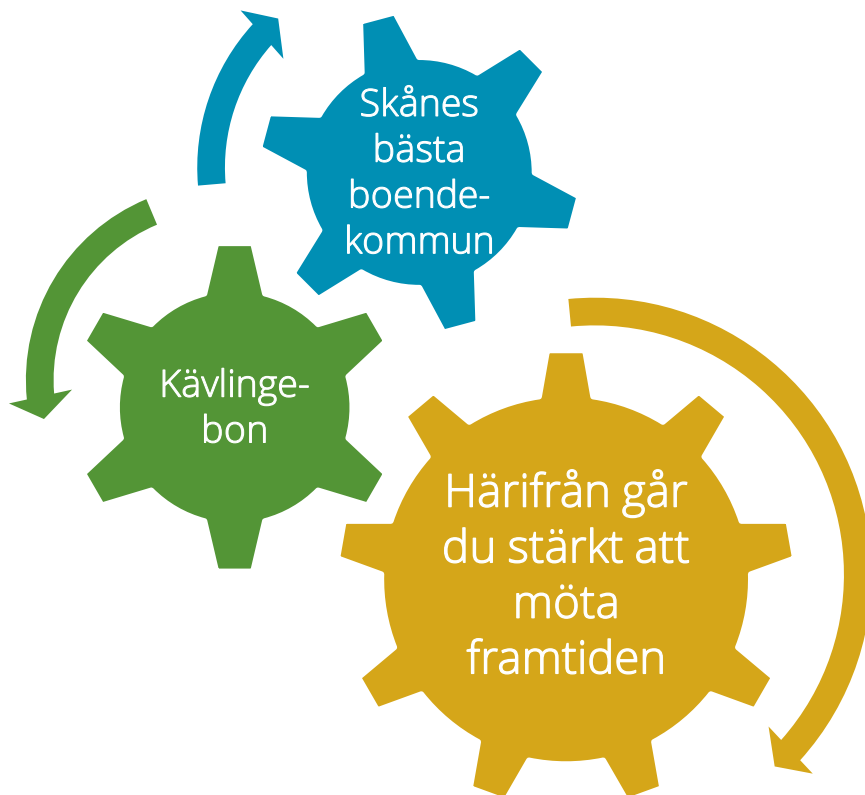 Skånes
bästa
boende-
kommun
Kävlinge-
bon
Härifrån går
du stärkt att
möta
framtiden